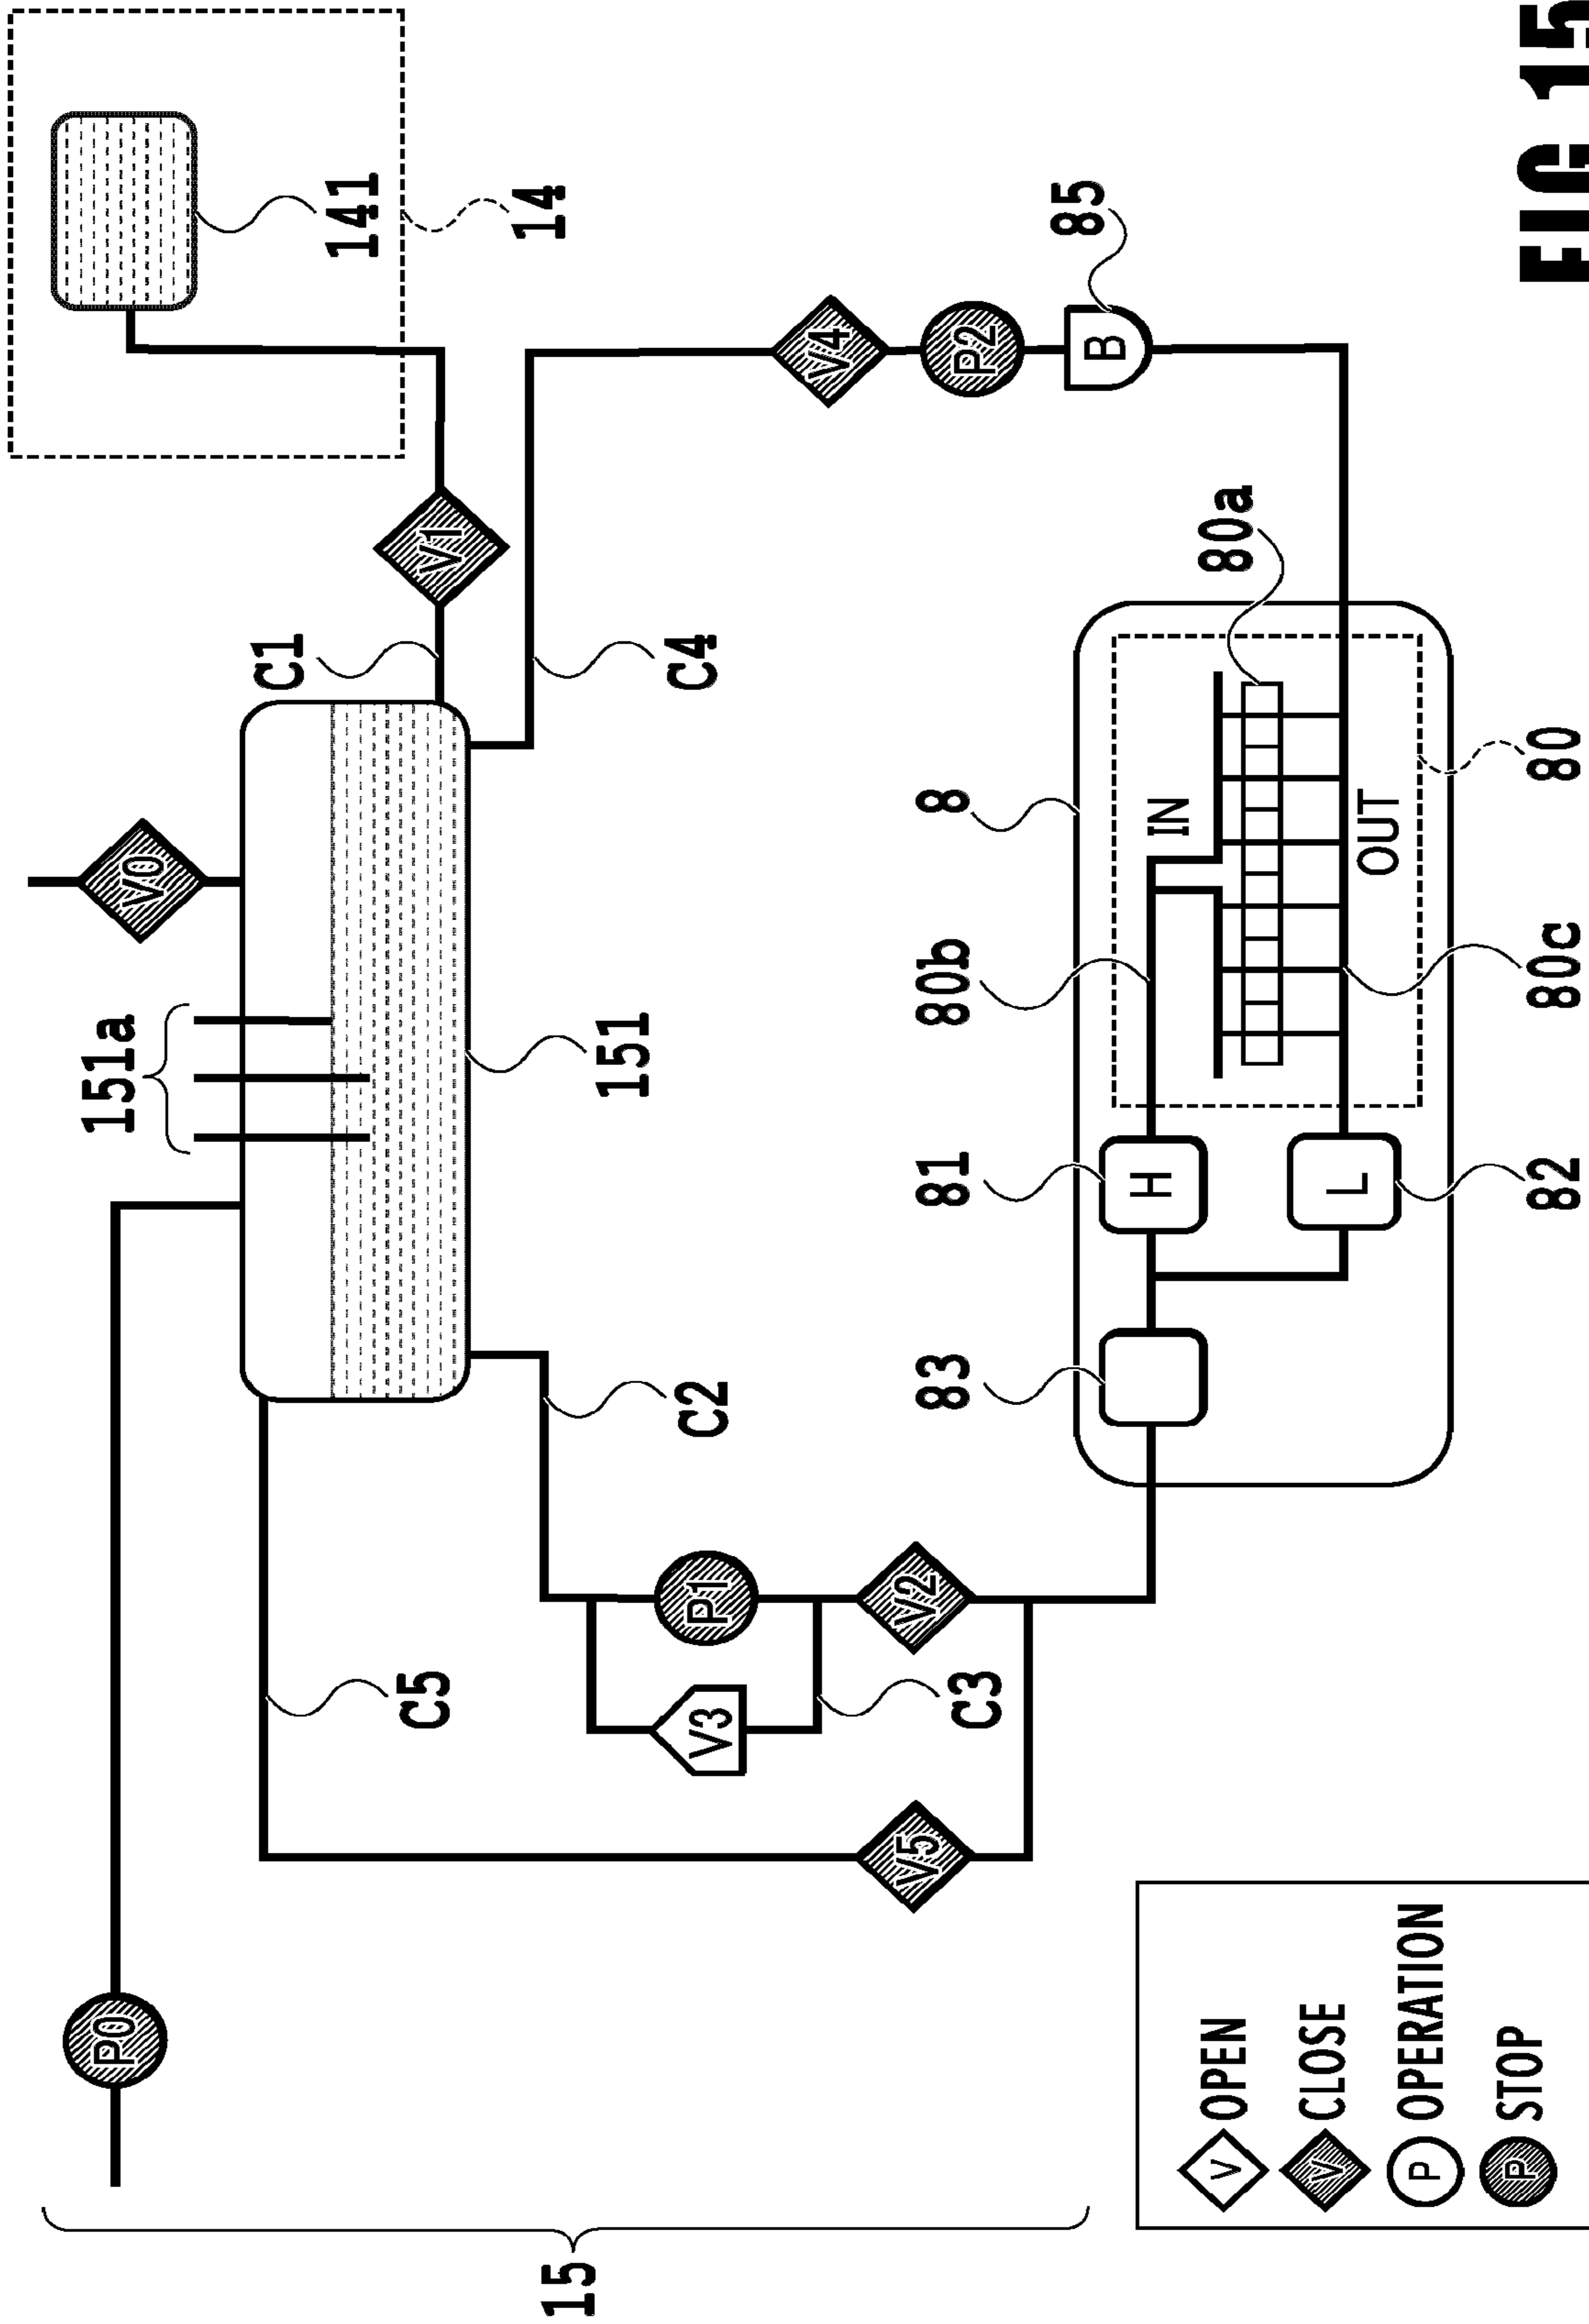 P0
151a
V0
C1
141
C5
V1
14
15
151
C2
C4
P1
V3
V4
V5
V2
83
81
80b
8
C3
P2
85
B
H
IN
80a
L
OUT
82
80c
80
V OPEN
V CLOSE
P OPERATION
P STOP
FIG.15